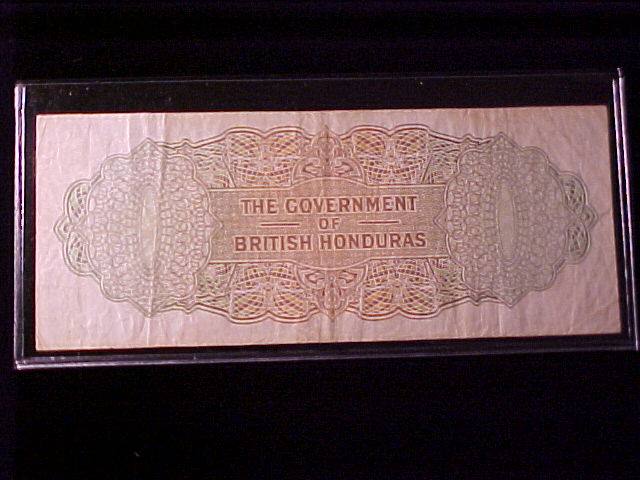 THE GOVERNMENT
OF
BRITISH HONDURAS